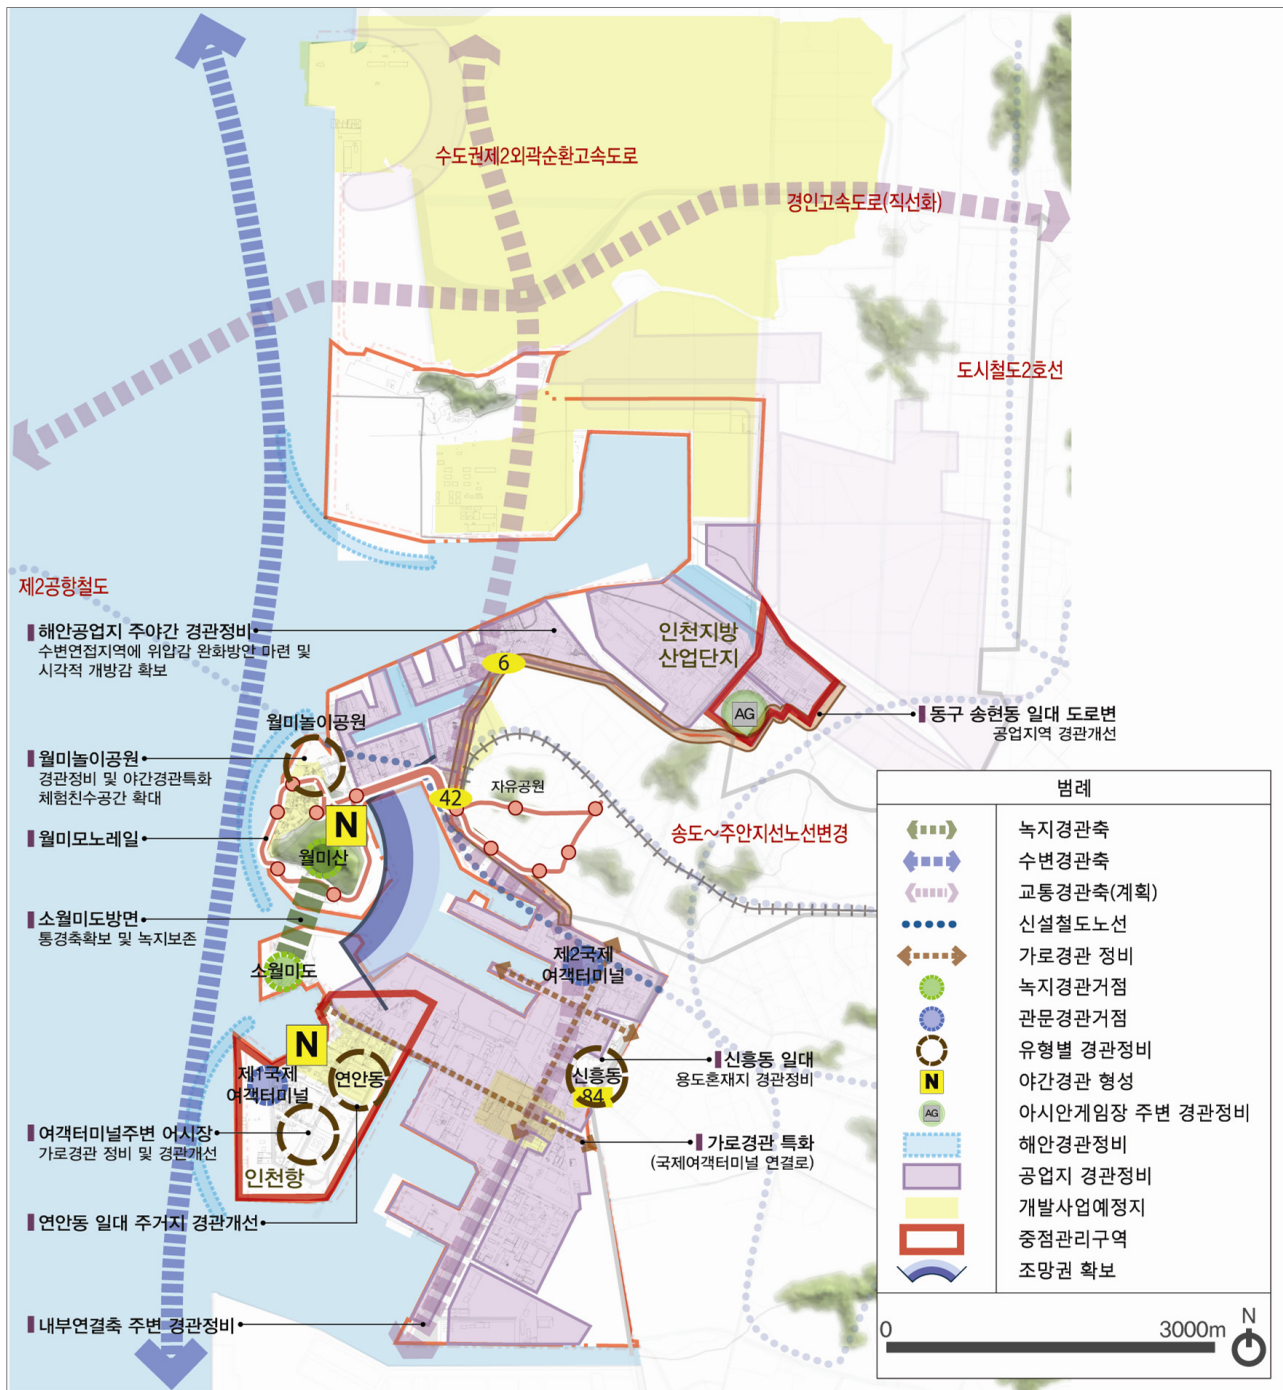 수도권제2외곽순환고속도로
경인고속도로(직선화)
도시철도2호선
제2공항철도
해안공업지 주야간 경관정비
수변연접지역에 위압감 완화방안 마련 및
시각적 개방감 확보
인천지방
산업단지
6
AG
동구 송현동 일대 도로변
공업지역 경관개선
월미놀이공원
월미놀이공원
경관정비 및 야간경관특화
체험친수공간 확대
자유공원
42
N
송도~주안지선노선변경
월미모노레일
월미산
소월미도방면
통경축확보 및 녹지보존
소월미도
제2국제
여객터미널
N
제1국제
여객터미널
연안동
신흥동
84
신흥동 일대
용도혼재지 경관정비
여객터미널주변 어시장
가로경관 정비 및 경관개선
인천항
가로경관 특화
(국제여객터미널 연결로)
연안동 일대 주거지 경관개선
내부연결축 주변 경관정비
범례
녹지경관축
수변경관축
교통경관축(계획)
신설철도노선
가로경관 정비
녹지경관거점
관문경관거점
유형별 경관정비
N 야간경관 형성
AG 아시안게임장 주변 경관정비
해안경관정비
공업지 경관정비
개발사업예정지
중점관리구역
조망권 확보
0 3000m N